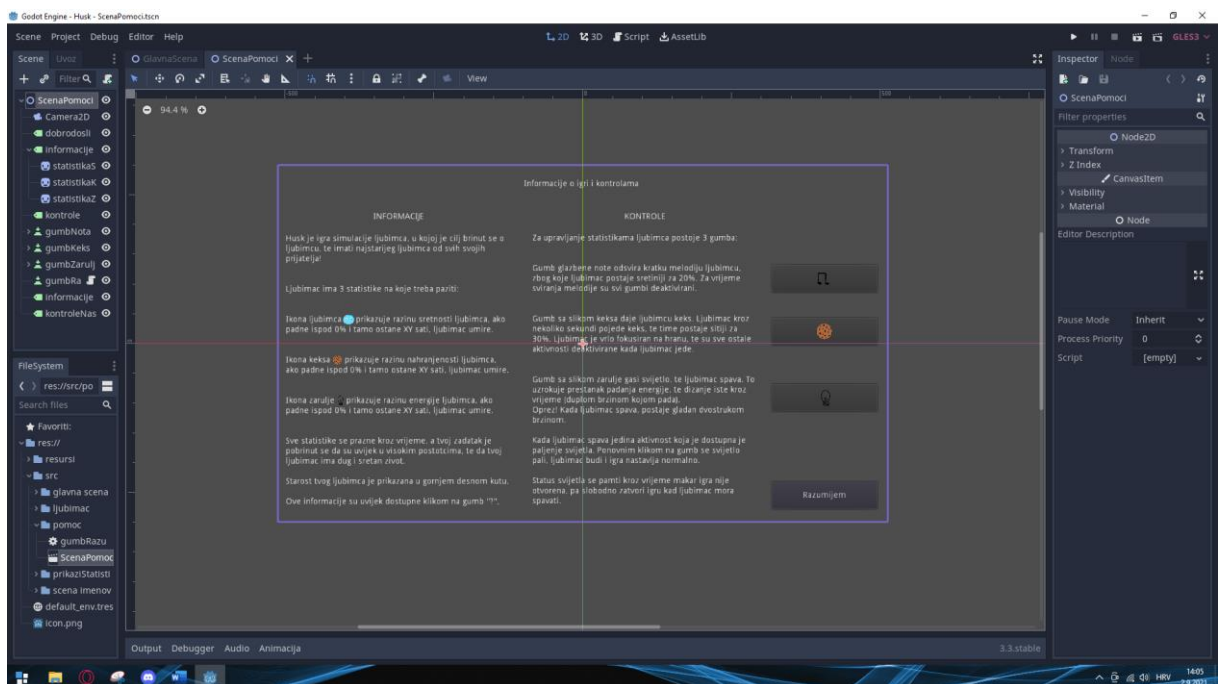 Godot Engine - Husk - ScenaPomoci.tscn
Scene Project Debug Editor Help
2D 3D Script AssetLib
GLES3
Scene Uvoz
GlavnaScena ScenaPomoci
Inspector Node
Filter
View
94.4 %
-500 0 500
ScenaPomoci
Camera2D
dobrodosli
informacije
statistikaS
statistikaK
statistikaZ
kontrole
gumbNota
gumbKeks
gumbZarulj
gumbRa
informacije
kontroleNas
FileSystem
res://src/po
Search files
Favoriti:
res://
resursi
src
glavna scena
ljubimac
pomoc
gumbRazu
ScenaPomoc
prikaziStatisti
scena imenov
default_env.tres
icon.png
Informacije o igri i kontrolama
INFORMACIJE
Husk je igra simulacije ljubimca, u kojoj je cilj brinut se o
ljubimcu, te imati najstarijeg ljubimca od svih svojih
prijatelja!
Ljubimac ima 3 statistike na koje treba paziti:
Ikona ljubimca prikazuje razinu sretnosti ljubimca, ako
padne ispod 0% i tamo ostane XY sati, ljubimac umire.
Ikona keksa prikazuje razinu nahranjenosti ljubimca,
ako padne ispod 0% i tamo ostane XY sati, ljubimac umire.
Ikona zarulje prikazuje razinu energije ljubimca, ako
padne ispod 0% i tamo ostane XY sati, ljubimac umire.
Sve statistike se prazne kroz vrijeme, a tvoj zadatak je
pobrinut se da su uvijek u visokim postotcima, te da tvoj
ljubimac ima dug i sretan zivot.
Starost tvog ljubimca je prikazana u gornjem desnom kutu.
Ove informacije su uvijek dostupne klikom na gumb "?".
KONTROLE
Za upravljanje statistikama ljubimca postoje 3 gumba:
Gumb glazbene note odsvira kratku melodiju ljubimcu,
zbog koje ljubimac postaje sretiniji za 20%. Za vrijeme
sviranja melodije su svi gumbi deaktivirani.
Gumb sa slikom keksa daje ljubimcu keks. Ljubimac kroz
nekoliko sekundi pojede keks, te time postaje sitiji za
30%. Ljubimac je vrlo fokusiran na hranu, te su sve ostale
aktivnosti deaktivirane kada ljubimac jede.
Gumb sa slikom zarulje gasi svijetlo, te ljubimac spava. To
uzrokuje prestanak padanja energije, te dizanje iste kroz
vrijeme (duplom brzinom kojom pada).
Oprez! Kada ljubimac spava, postaje gladan dvostrukom
brzinom.
Kada ljubimac spava jedina aktivnost koja je dostupna je
paljenje svijetla. Ponovnim klikom na gumb se svijetlo
pali, ljubimac budi i igra nastavlja normalno.
Status svijetla se pamti kroz vrijeme makar igra nije
otvorena, pa slobodno zatvori igru kad ljubimac mora
spavati.
Razumijem
ScenaPomoci
Filter properties
Node2D
Transform
Z Index
CanvasItem
Visibility
Material
Node
Editor Description
Pause Mode Inherit
Process Priority 0
Script [empty]
Output Debugger Audio Animacija
3.3.stable
HRV
14:05
2.9.2021.